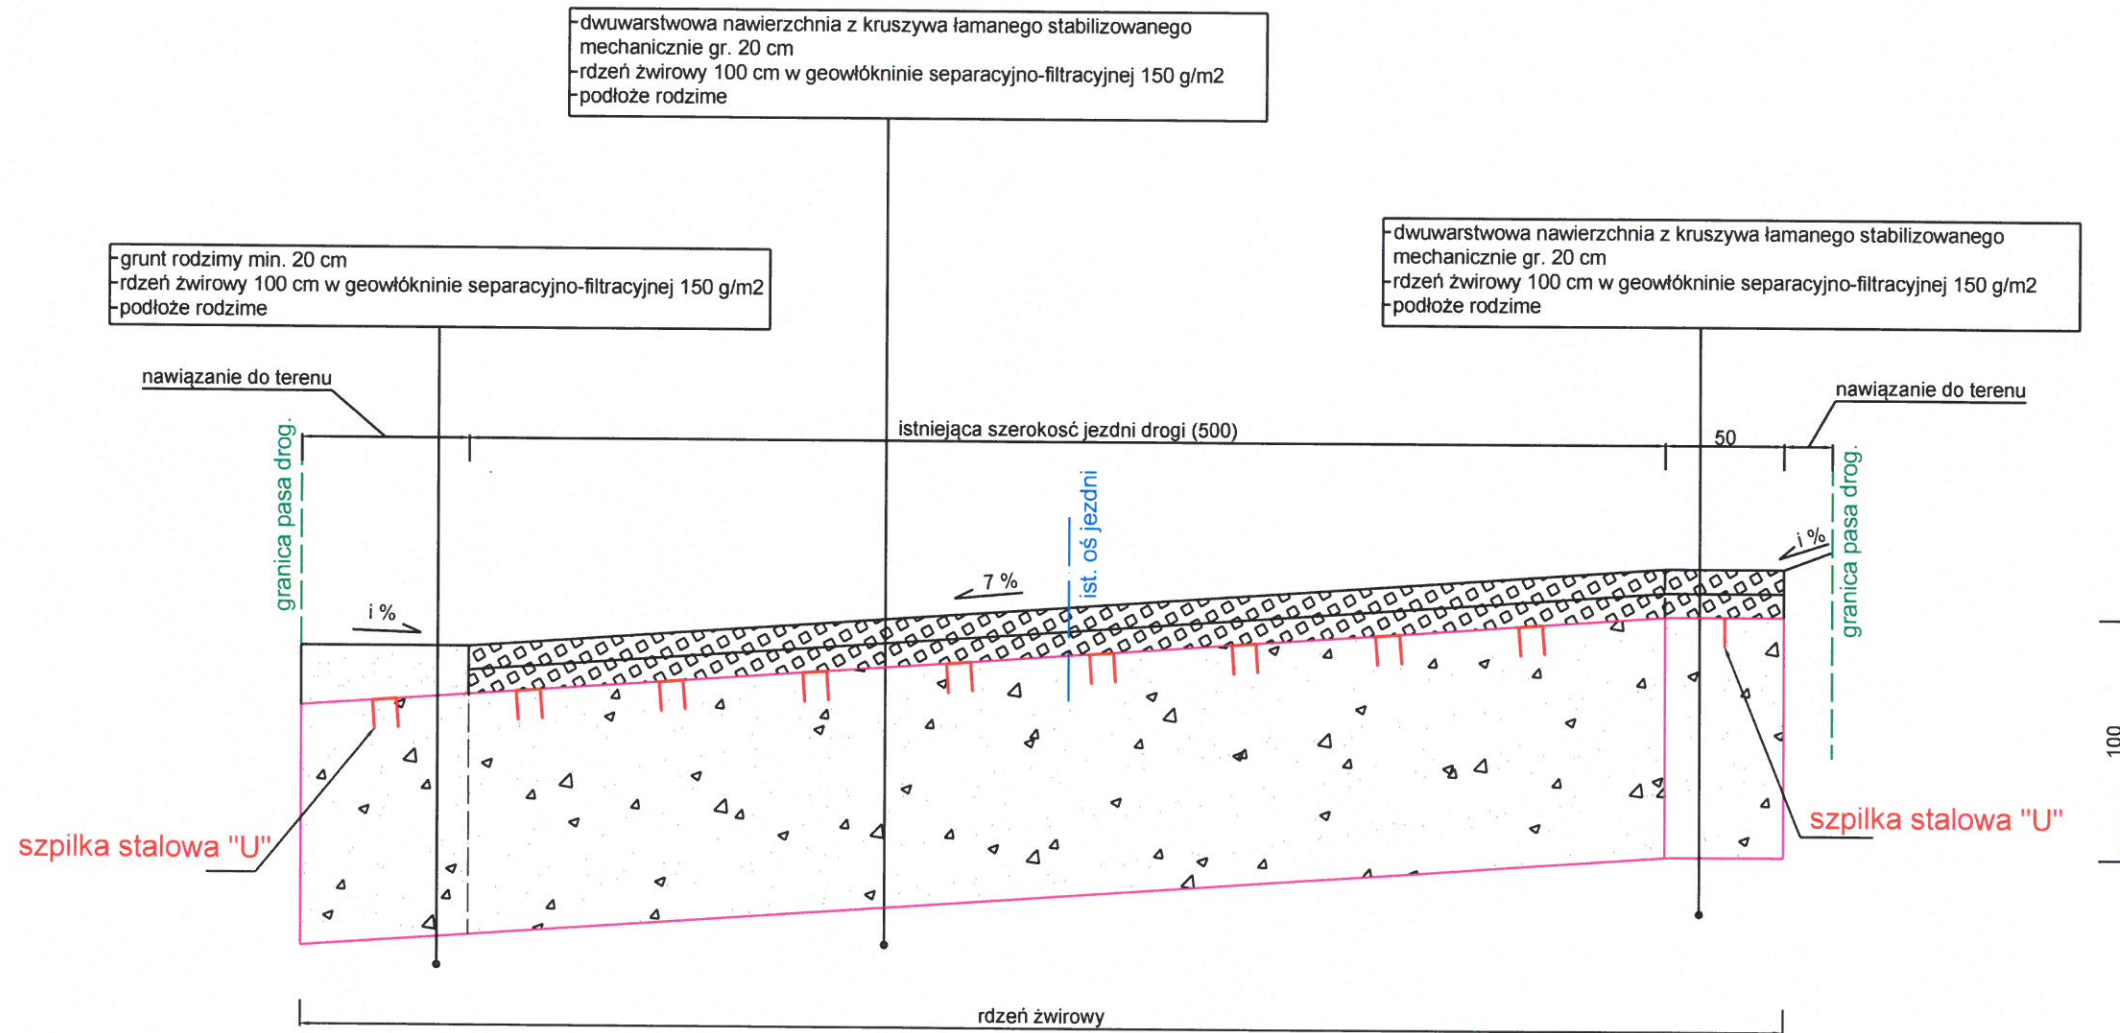 -dwuwarstwowa nawierzchnia z kruszywa łamanego stabilizowanego
mechanicznie gr. 20 cm
-rdzeń żwirowy 100 cm w geowłókninie separacyjno-filtracyjnej 150 g/m2
-podłoże rodzime
-grunt rodzimy min. 20 cm
-rdzeń żwirowy 100 cm w geowłókninie separacyjno-filtracyjnej 150 g/m2
-podłoże rodzime
-dwuwarstwowa nawierzchnia z kruszywa łamanego stabilizowanego
mechanicznie gr. 20 cm
-rdzeń żwirowy 100 cm w geowłókninie separacyjno-filtracyjnej 150 g/m2
-podłoże rodzime
nawiązanie do terenu
nawiązanie do terenu
istniejąca szerokosć jezdni drogi (500)
50
granica pasa drog.
ist. oś jezdni
granica pasa drog.
i %
7 %
i %
100
szpilka stalowa "U"
szpilka stalowa "U"
rdzeń żwirowy